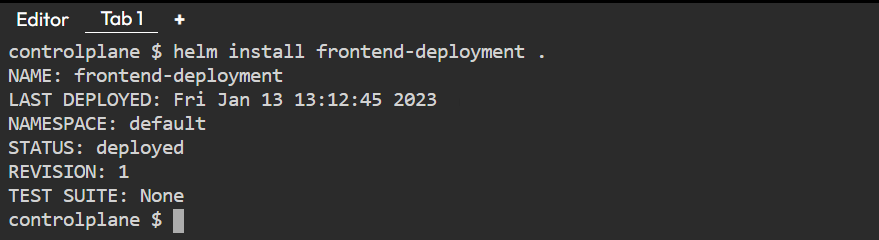 Editor Tab 1 +
controlplane $ helm install frontend-deployment .
NAME: frontend-deployment
LAST DEPLOYED: Fri Jan 13 13:12:45 2023
NAMESPACE: default
STATUS: deployed
REVISION: 1
TEST SUITE: None
controlplane $